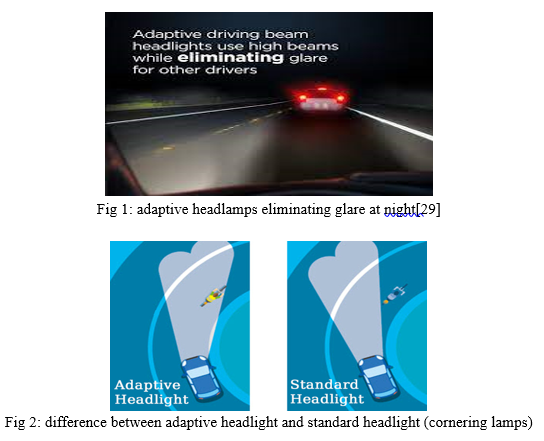 Adaptive driving beam
headlights use high beams
while eliminating glare
for other drivers
Fig 1: adaptive headlamps eliminating glare at night[29]
Adaptive
Headlight
Standard
Headlight
Fig 2: difference between adaptive headlight and standard headlight (cornering lamps)